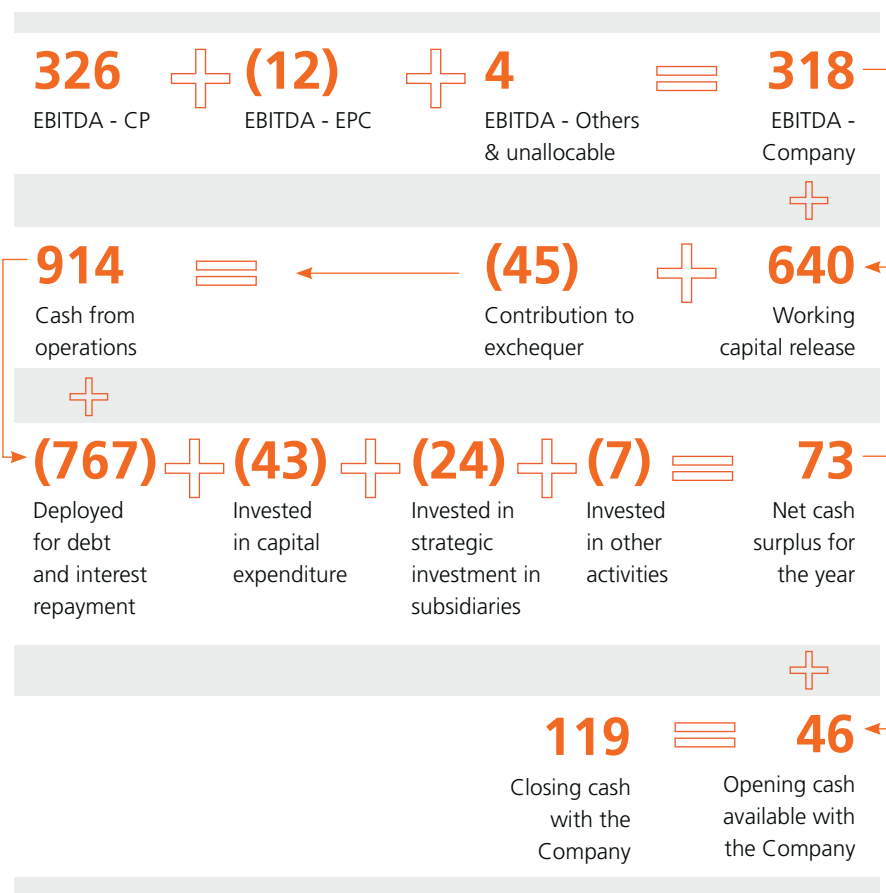 326 (12) 4 318
EBITDA - CP EBITDA - EPC EBITDA - Others EBITDA -
& unallocable Company
914 (45) 640
Cash from Contribution to Working
operations exchequer capital release
(767) (43) (24) (7) 73
Deployed Invested Invested in Invested Net cash
for debt in capital strategic in other surplus for
and interest expenditure investment in activities the year
repayment subsidiaries
119 46
Closing cash Opening cash
with the available with
Company the Company